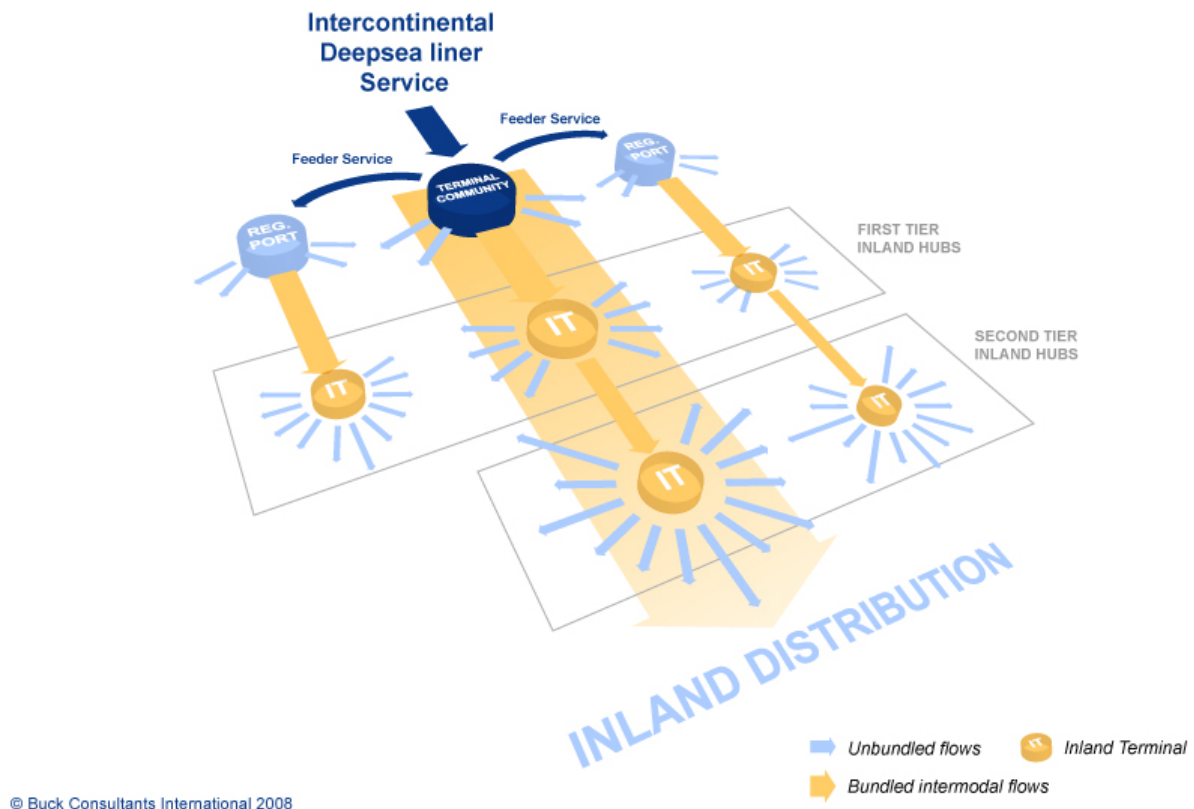 Intercontinental
Deepsea liner
Service
Feeder Service
Feeder Service
REG.
PORT
TERMINAL
COMMUNITY
REG.
PORT
FIRST TIER
INLAND HUBS
IT
IT
IT
SECOND TIER
INLAND HUBS
IT
IT
INLAND DISTRIBUTION
Unbundled flows
IT
Inland Terminal
Bundled intermodal flows
© Buck Consultants International 2008